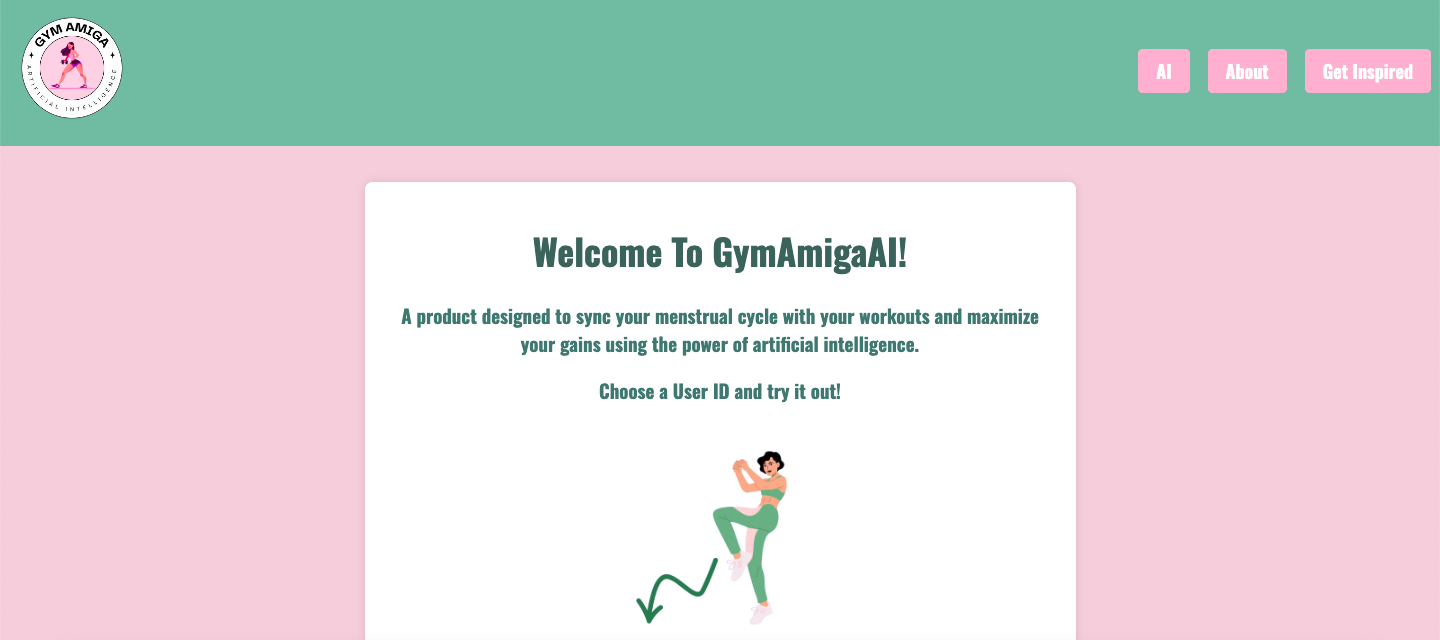 GYM AMIGA
ARTIFICIAL INTELLIGENCE
AI
About
Get Inspired
Welcome To GymAmigaAI!
A product designed to sync your menstrual cycle with your workouts and maximize
your gains using the power of artificial intelligence.
Choose a User ID and try it out!